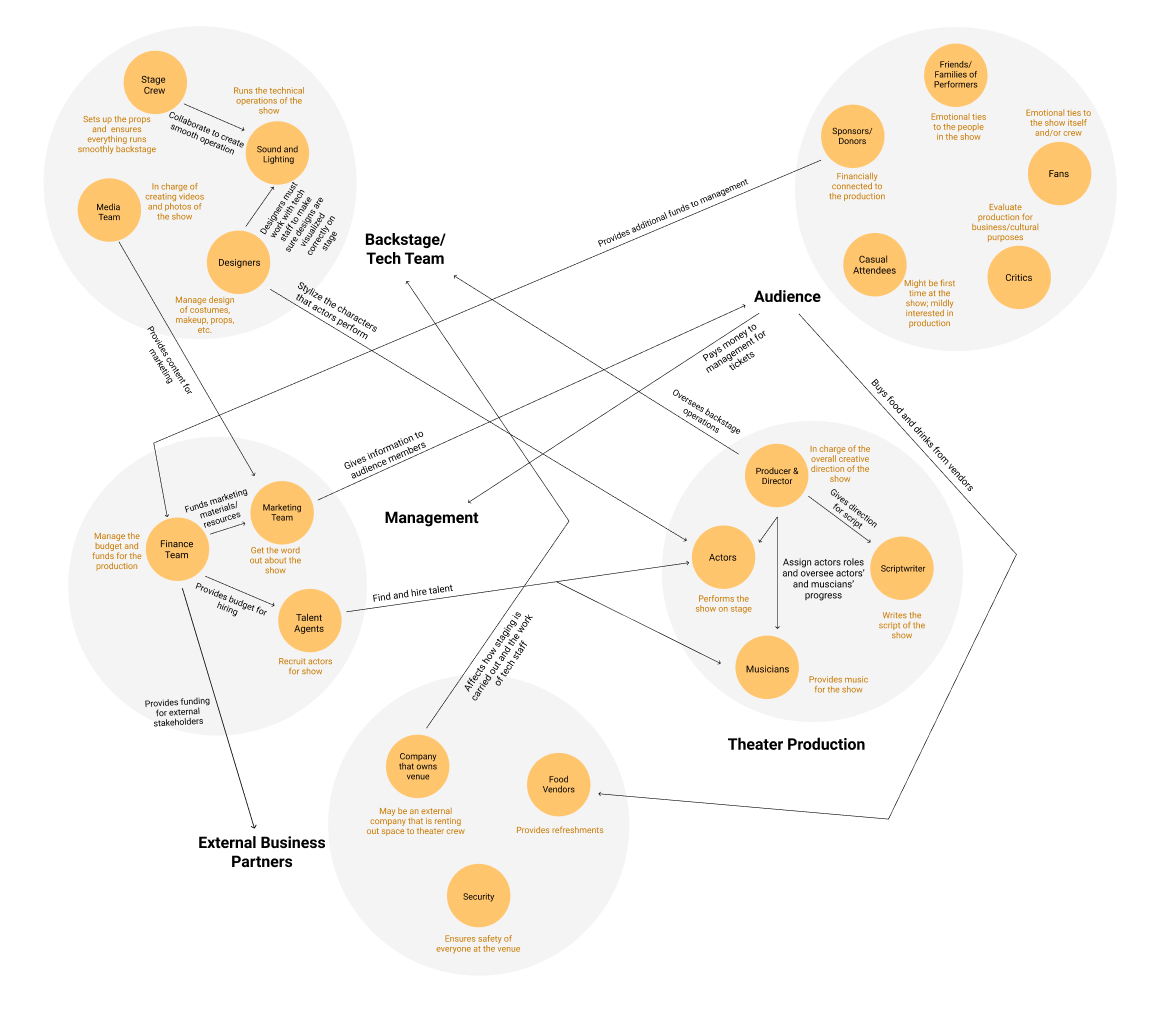 Stage
Crew
Sets up the props
and ensures
everything runs
smoothly backstage
Collaborate to create
smooth operation
Runs the technical
operations of the
show
Sound and
Lighting
Media
Team
In charge of
creating videos
and photos of
the show
Designers must
work with tech
staff to make
sure designs are
visualized
correctly on
stage
Designers
Manage design
of costumes,
makeup, props,
etc.
Backstage/
Tech Team
Stylize the characters
that actors perform
Provides content for
marketing
Provides additional funds to management
Friends/
Families of
Performers
Emotional ties
to the people
in the show
Emotional ties to
the show itself
and/or crew
Sponsors/
Donors
Financially
connected to
the production
Fans
Evaluate
production for
business/cultural
purposes
Casual
Attendees
Might be first
time at the
show; mildly
interested in
production
Critics
Audience
Pays money to
management for
tickets
Buys food and drinks from vendors
Oversees backstage
operations
Gives information to
audience members
Funds marketing
materials/
resources
Marketing
Team
Get the word
out about the
show
Manage the
budget and
funds for the
production
Finance
Team
Provides budget for
hiring
Talent
Agents
Recruit actors
for show
Management
Find and hire talent
Provides funding
for external
stakeholders
Producer &
Director
In charge of the
overall creative
direction of the
show
Gives direction
for script
Actors
Performs the
show on stage
Assign actors roles
and oversee actors'
and muscians'
progress
Scriptwriter
Writes the
script of the
show
Musicians
Provides music
for the show
Theater Production
Affects how staging is
carried out and the work
of tech staff
Company
that owns
venue
May be an external
company that is renting
out space to theater crew
Food
Vendors
Provides refreshments
Security
Ensures safety of
everyone at the venue
External Business
Partners